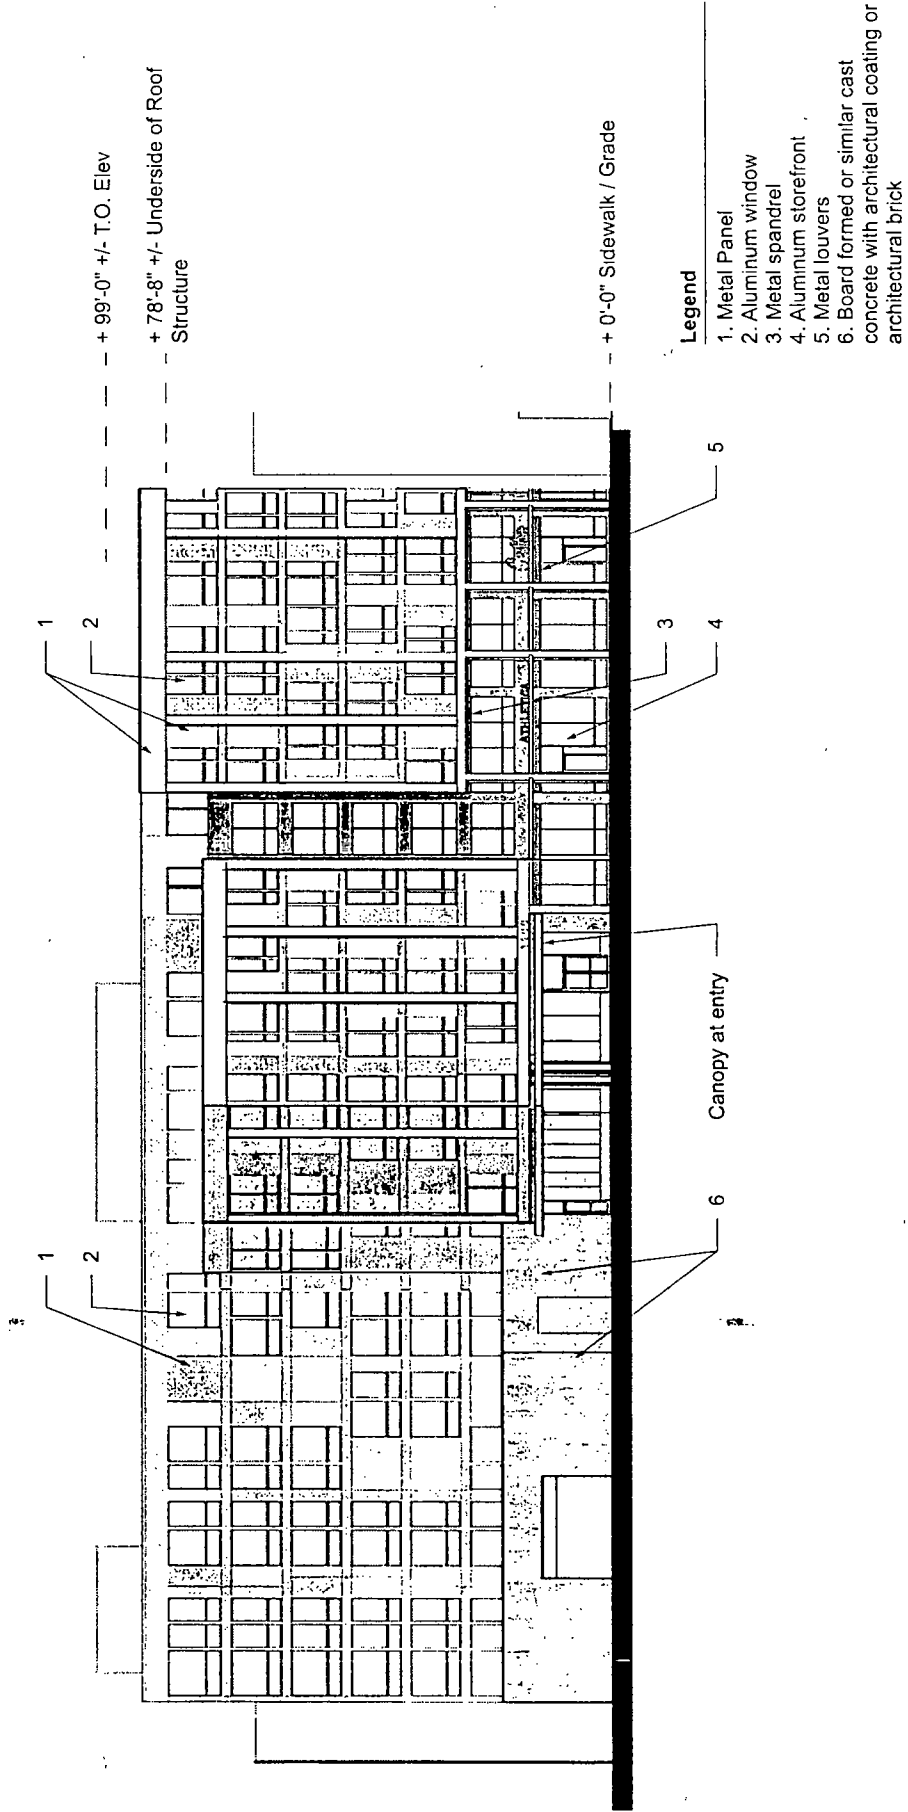 + 99'-0" +/- T.O. Elev
+ 78'-8" +/- Underside of Roof
Structure
+ 0'-0" Sidewalk / Grade
1
2
1
2
3
4
5
6
Canopy at entry
ATHLETICA
Legend
1. Metal Panel
2. Aluminum window
3. Metal spandrel
4. Aluminum storefront
5. Metal louvers
6. Board formed or similar cast
concrete with architectural coating or
architectural brick